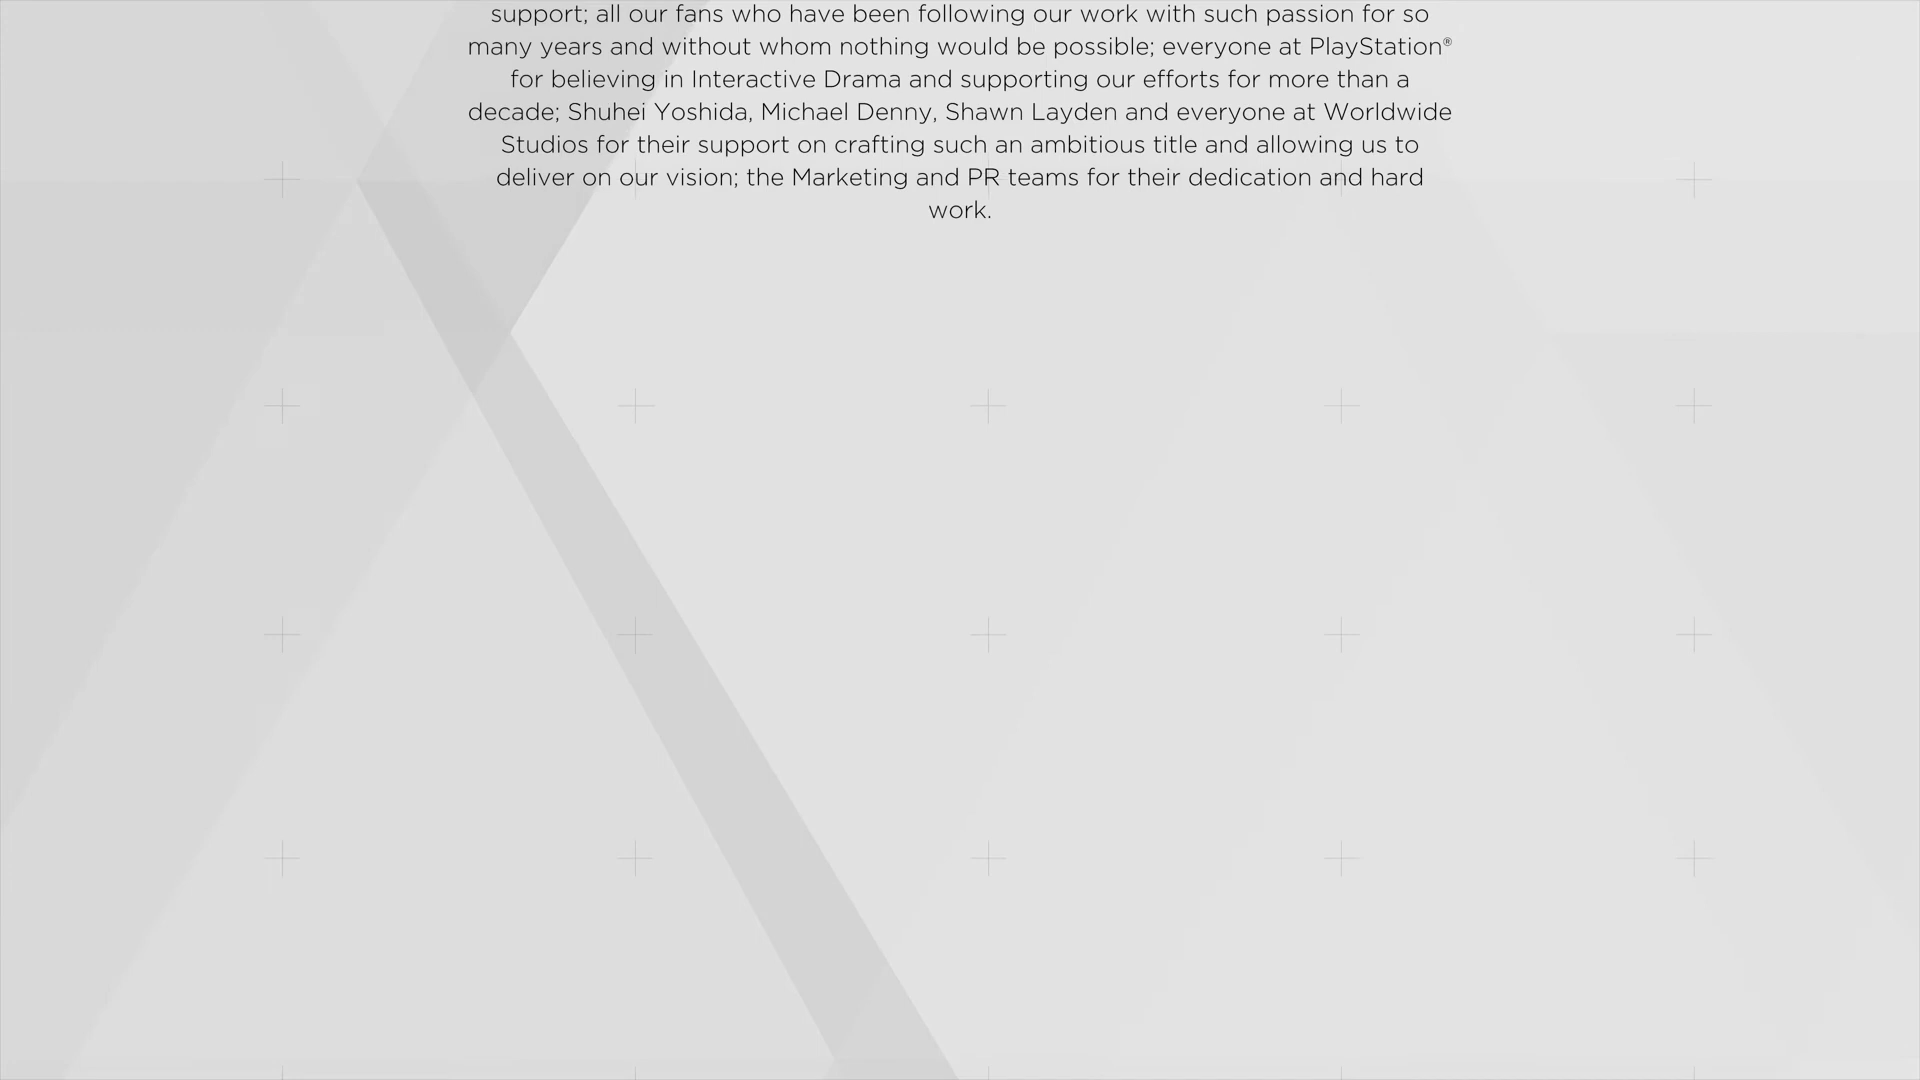 support; all our fans who have been following our work with such passion for so
many years and without whom nothing would be possible; everyone at PlayStation®
for believing in Interactive Drama and supporting our efforts for more than a
decade; Shuhei Yoshida, Michael Denny, Shawn Layden and everyone at Worldwide
Studios for their support on crafting such an ambitious title and allowing us to
deliver on our vision; the Marketing and PR teams for their dedication and hard
work.